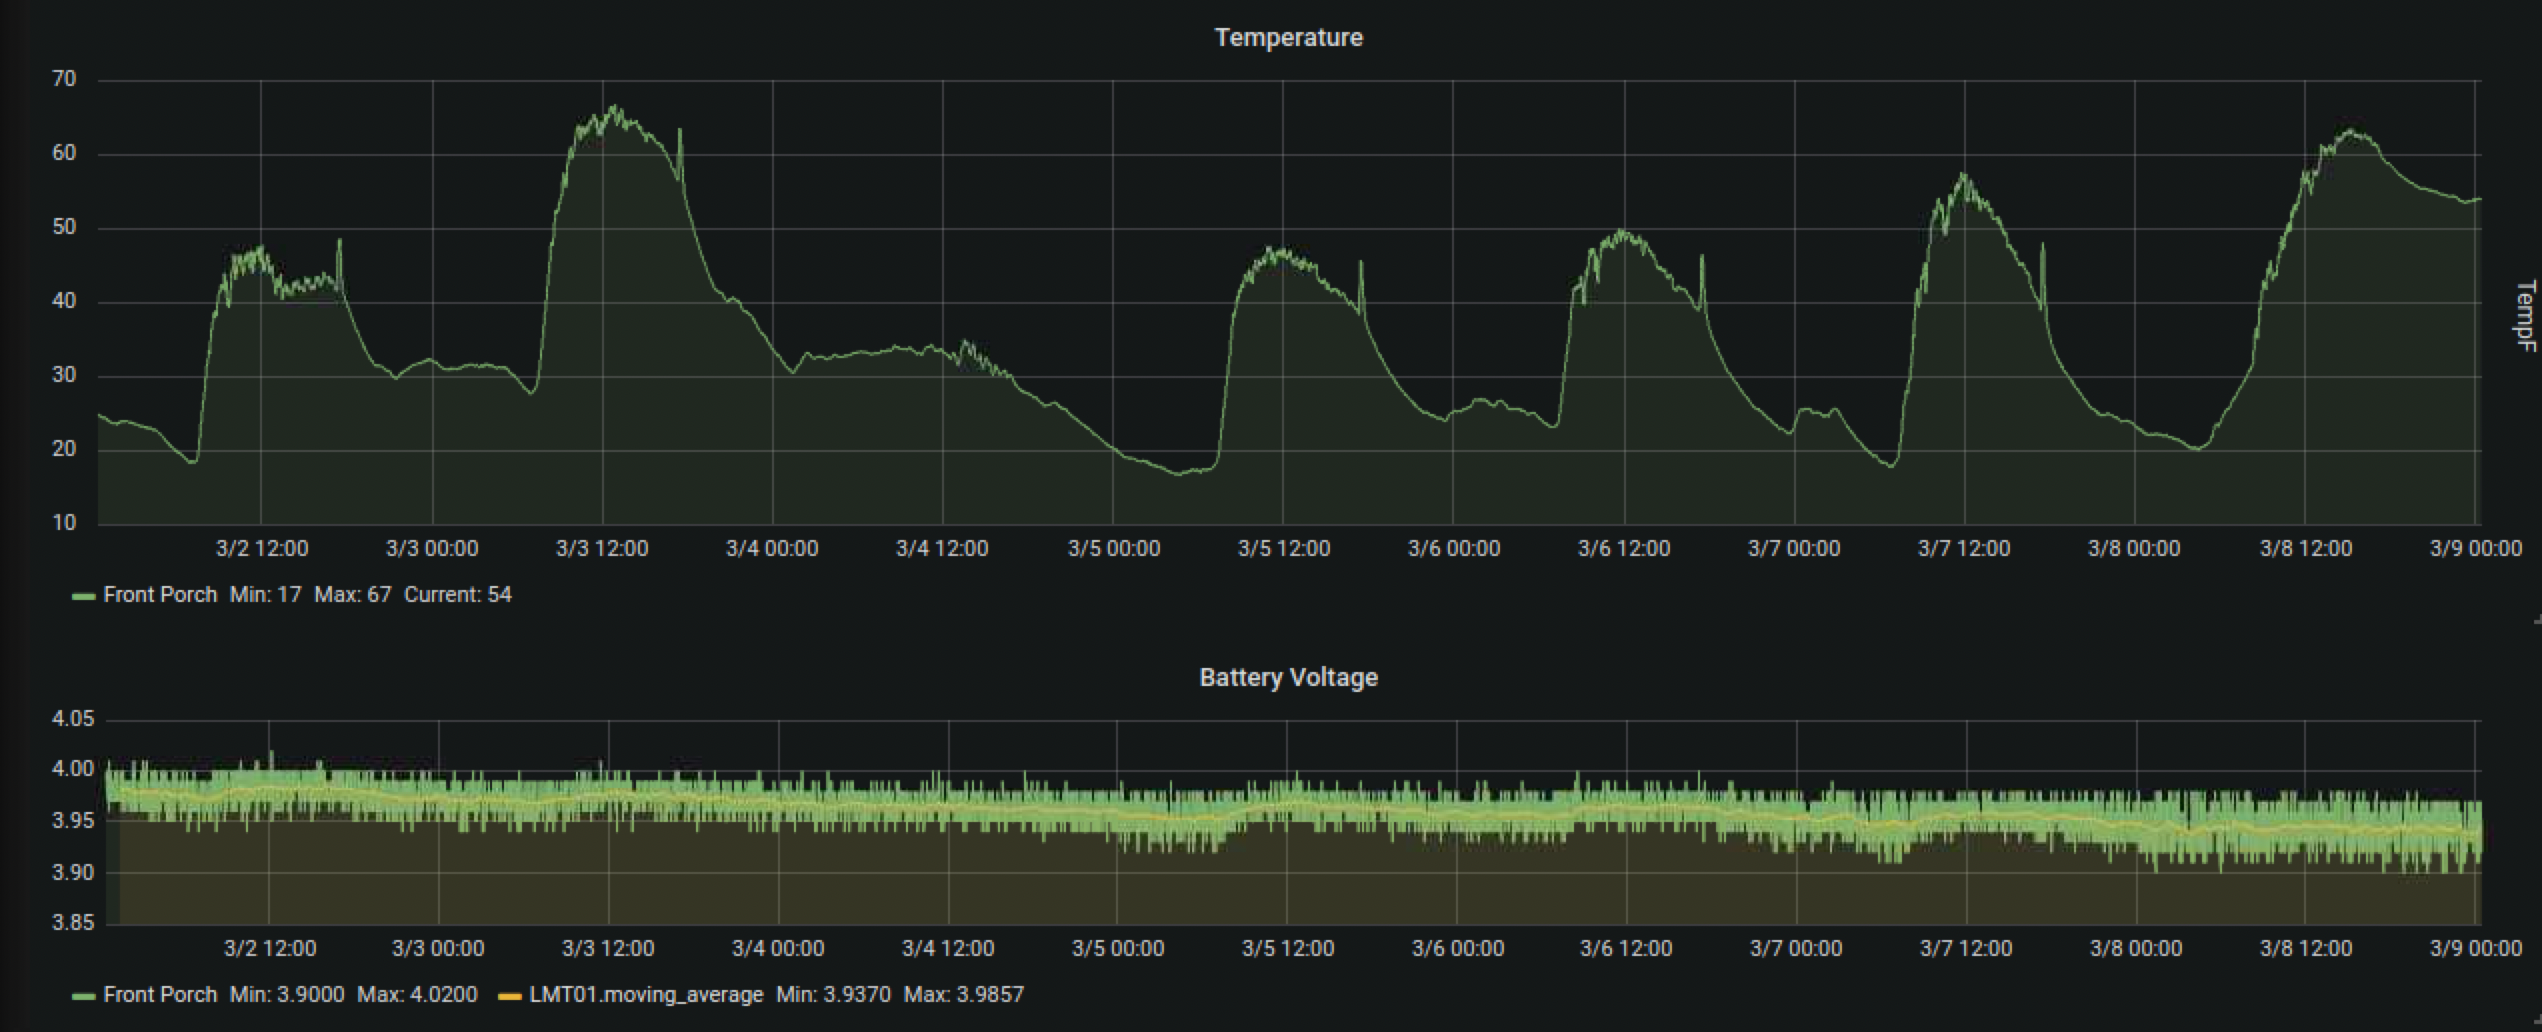 Temperature
70
60
50
40
30
20
10
TempF
3/2 12:00 3/3 00:00 3/3 12:00 3/4 00:00 3/4 12:00 3/5 00:00 3/5 12:00 3/6 00:00 3/6 12:00 3/7 00:00 3/7 12:00 3/8 00:00 3/8 12:00 3/9 00:00
Front Porch Min: 17 Max: 67 Current: 54
Battery Voltage
4.05
4.00
3.95
3.90
3.85
3/2 12:00 3/3 00:00 3/3 12:00 3/4 00:00 3/4 12:00 3/5 00:00 3/5 12:00 3/6 00:00 3/6 12:00 3/7 00:00 3/7 12:00 3/8 00:00 3/8 12:00 3/9 00:00
Front Porch Min: 3.9000 Max: 4.0200 LMT01.moving_average Min: 3.9370 Max: 3.9857